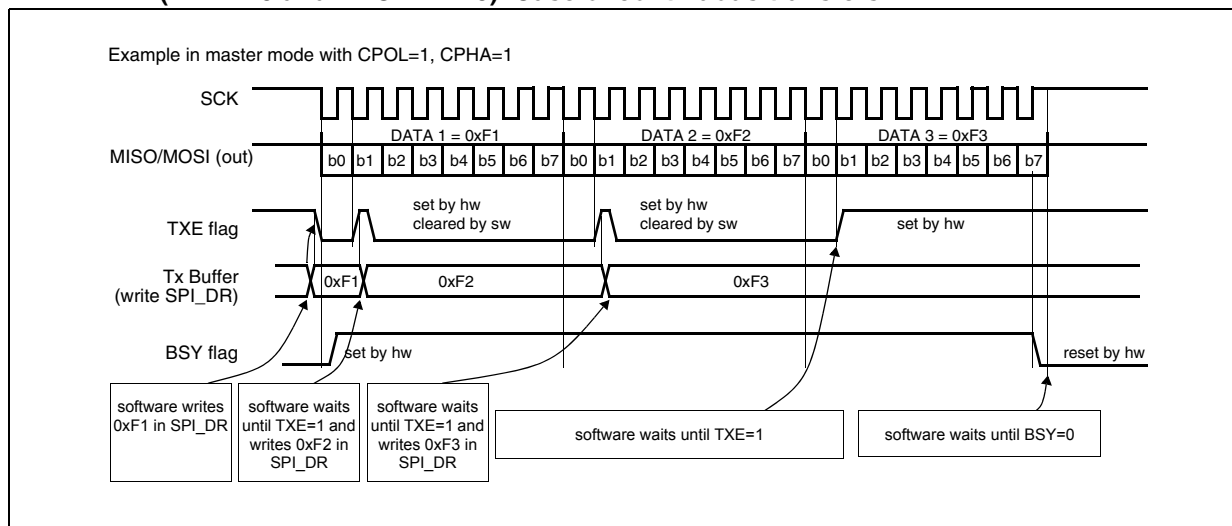 Example in master mode with CPOL=1, CPHA=1
SCK
DATA 1 = 0xF1
DATA 2 = 0xF2
DATA 3 = 0xF3
MISO/MOSI (out)
b0 b1 b2 b3 b4 b5 b6 b7 b0 b1 b2 b3 b4 b5 b6 b7 b0 b1 b2 b3 b4 b5 b6 b7
TXE flag
set by hw
cleared by sw
set by hw
cleared by sw
set by hw
Tx Buffer
(write SPI_DR)
0xF1
0xF2
0xF3
BSY flag
set by hw
reset by hw
software writes
0xF1 in SPI_DR
software waits
until TXE=1 and
writes 0xF2 in
SPI_DR
software waits
until TXE=1 and
writes 0xF3 in
SPI_DR
software waits until TXE=1
software waits until BSY=0